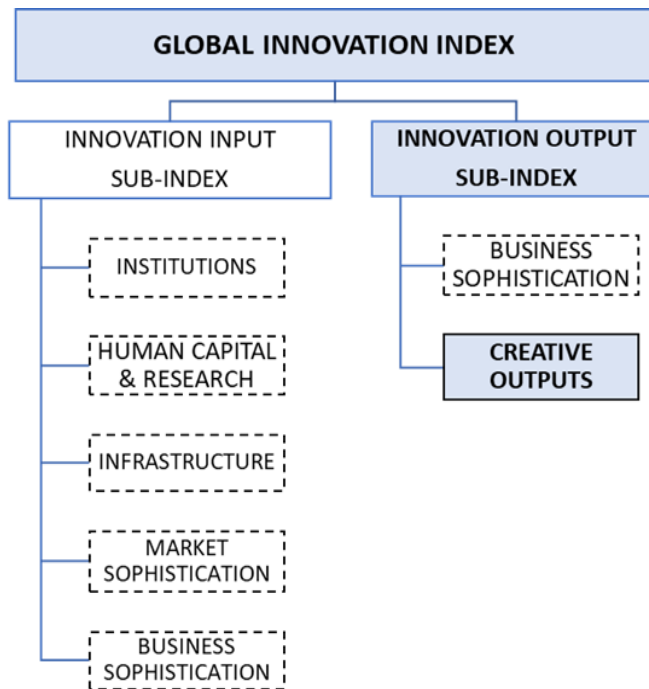 GLOBAL INNOVATION INDEX
INNOVATION INPUT
SUB-INDEX
INSTITUTIONS
HUMAN CAPITAL
& RESEARCH
INFRASTRUCTURE
MARKET
SOPHISTICATION
BUSINESS
SOPHISTICATION
INNOVATION OUTPUT
SUB-INDEX
BUSINESS
SOPHISTICATION
CREATIVE
OUTPUTS